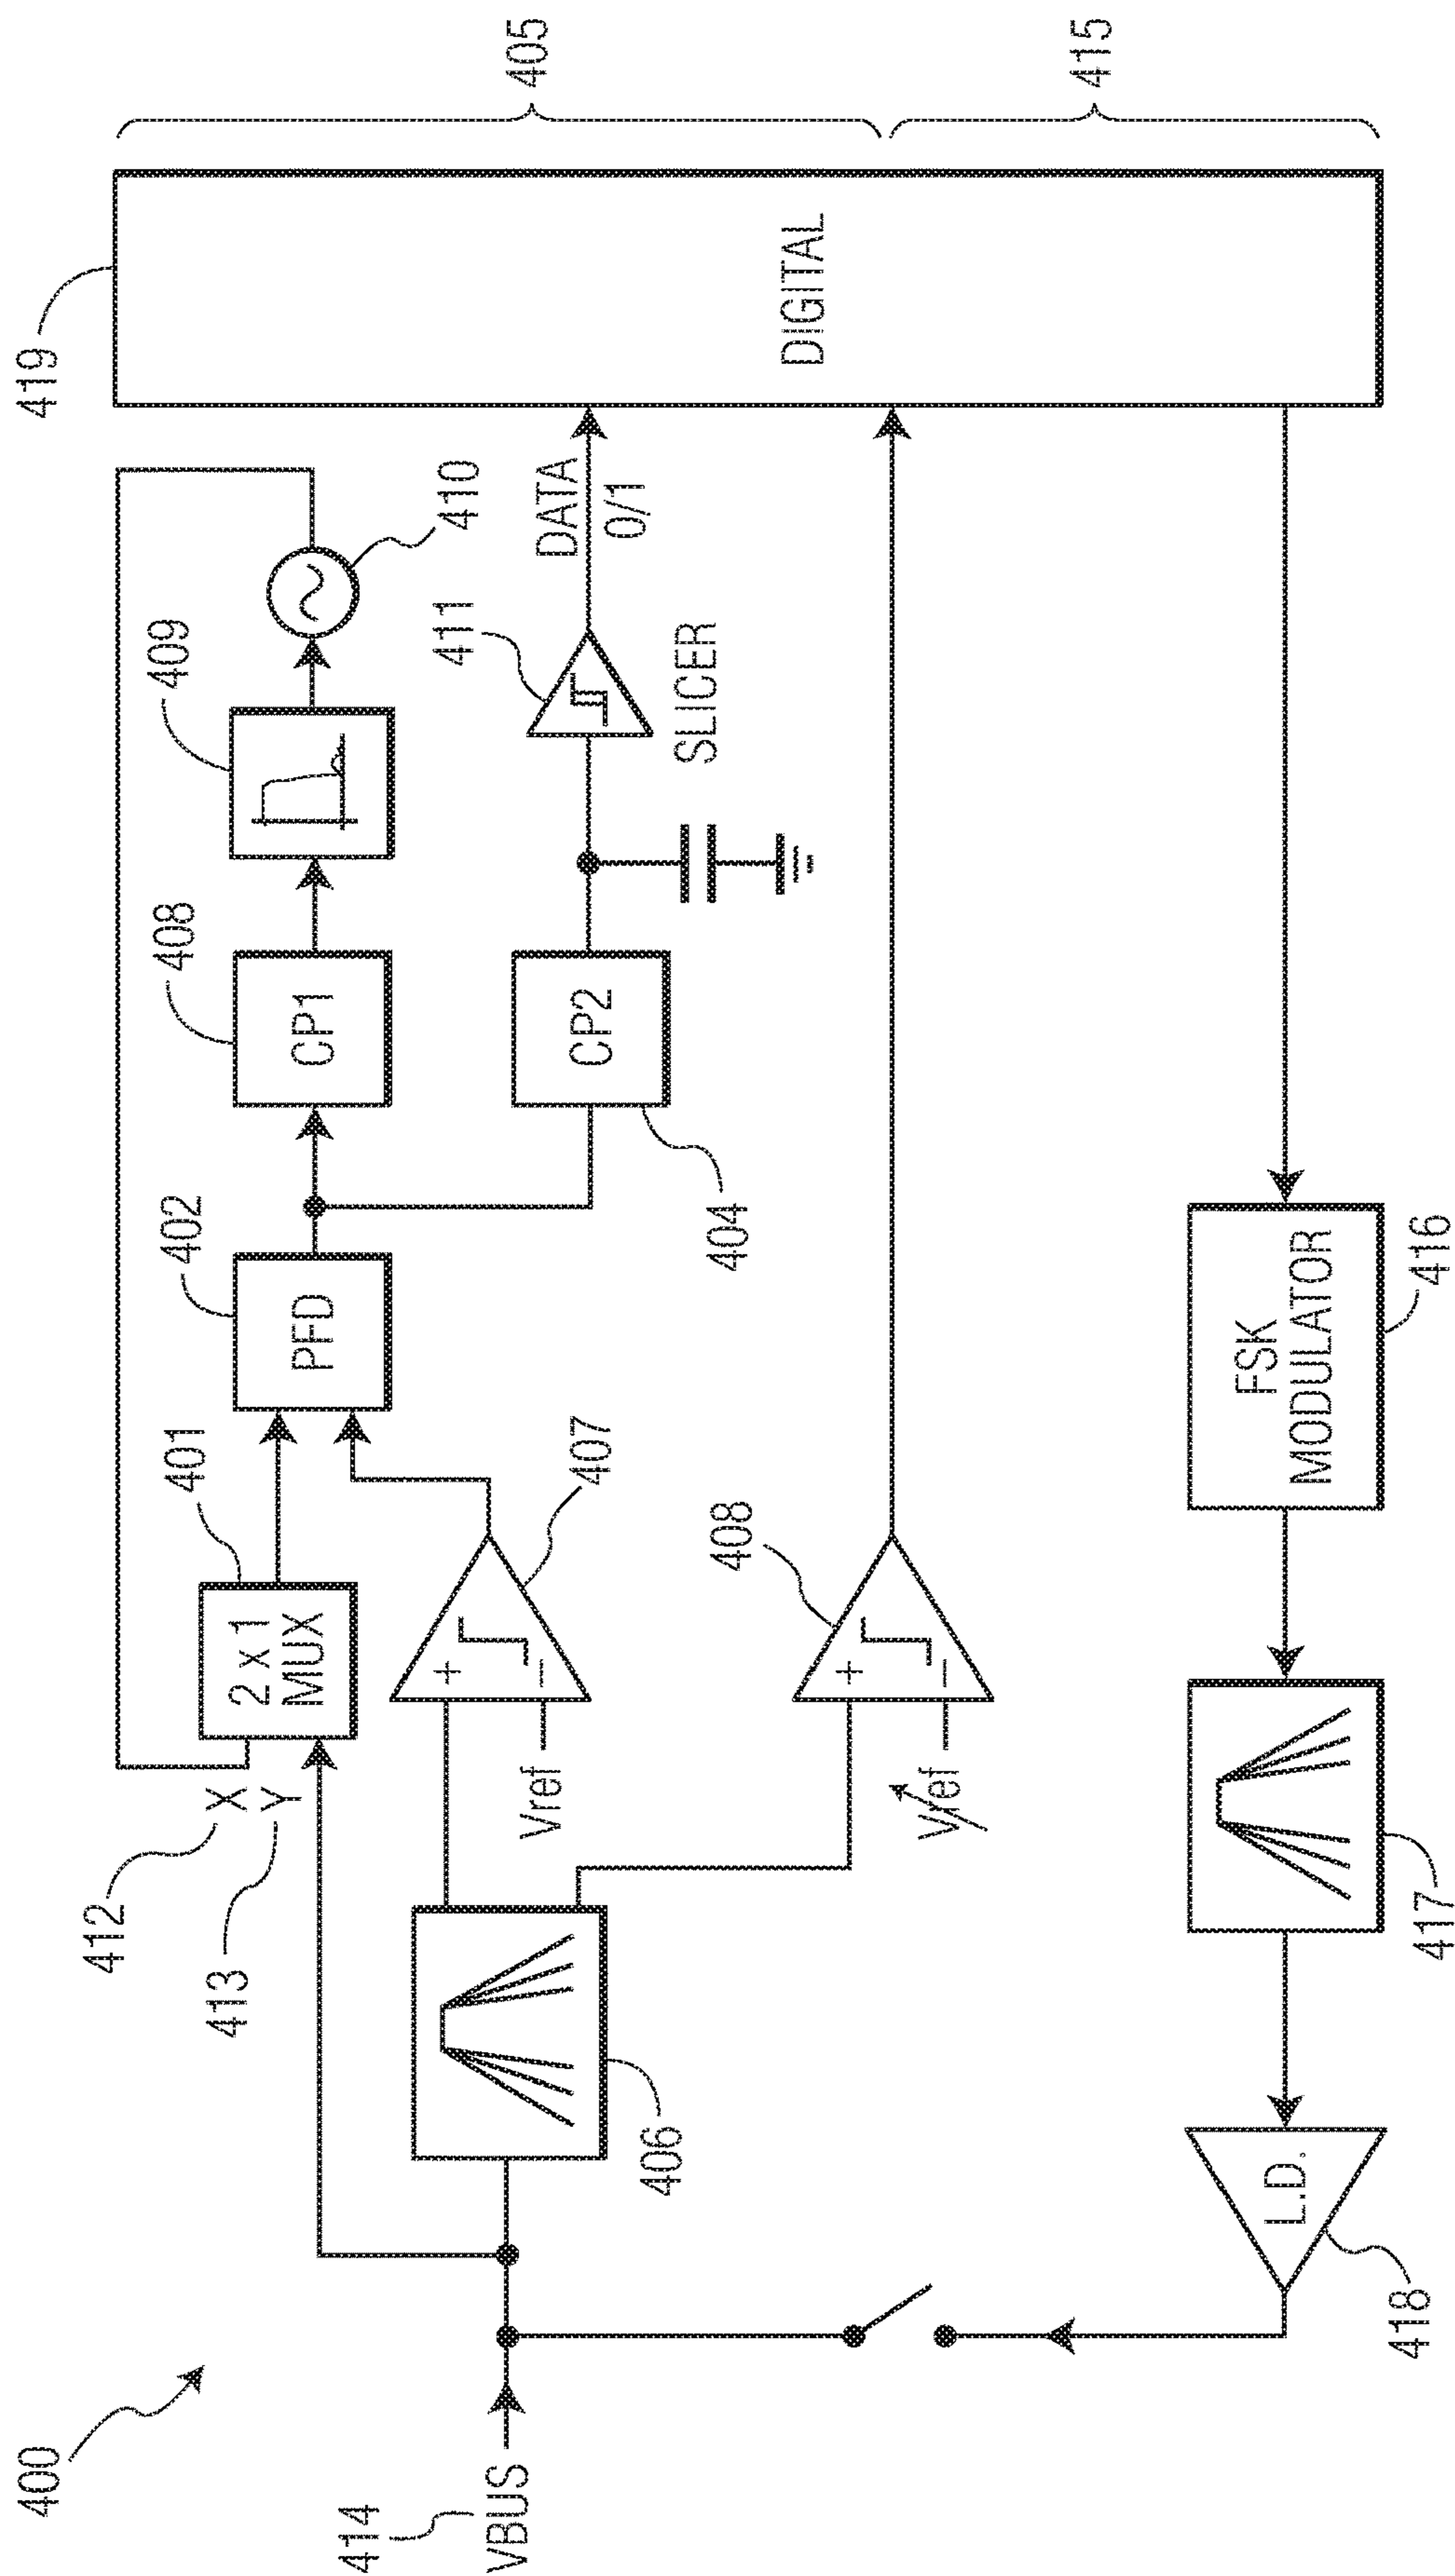 400
414
VBUS
412
X
413
Y
401
2 x 1
MUX
402
PFD
408
CP1
409
410
419
405
415
406
407
+
−
Vref
404
CP2
411
SLICER
DATA
0/1
DIGITAL
408
+
−
Vref
418
L.D.
417
FSK
MODULATOR
416